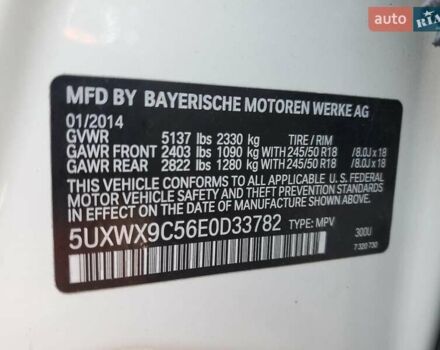 auto
RIA
MFD BY BAYERISCHE MOTOREN WERKE AG
01/2014
GVWR 5137 lbs 2330 kg TIRE / RIM
GAWR FRONT 2403 lbs 1090 kg WITH 245/50 R18 /8.0J x 18
GAWR REAR 2822 lbs 1280 kg WITH 245/50 R18 /8.0J x 18
THIS VEHICLE CONFORMS TO ALL APPLICABLE U. S. FEDERAL
MOTOR VEHICLE SAFETY AND THEFT PREVENTION STANDARDS
IN EFFECT ON THE DATE OF MANUFACTURE SHOWN ABOVE.
5UXWX9C56E0D33782 TYPE: MPV
300U
7 320 730